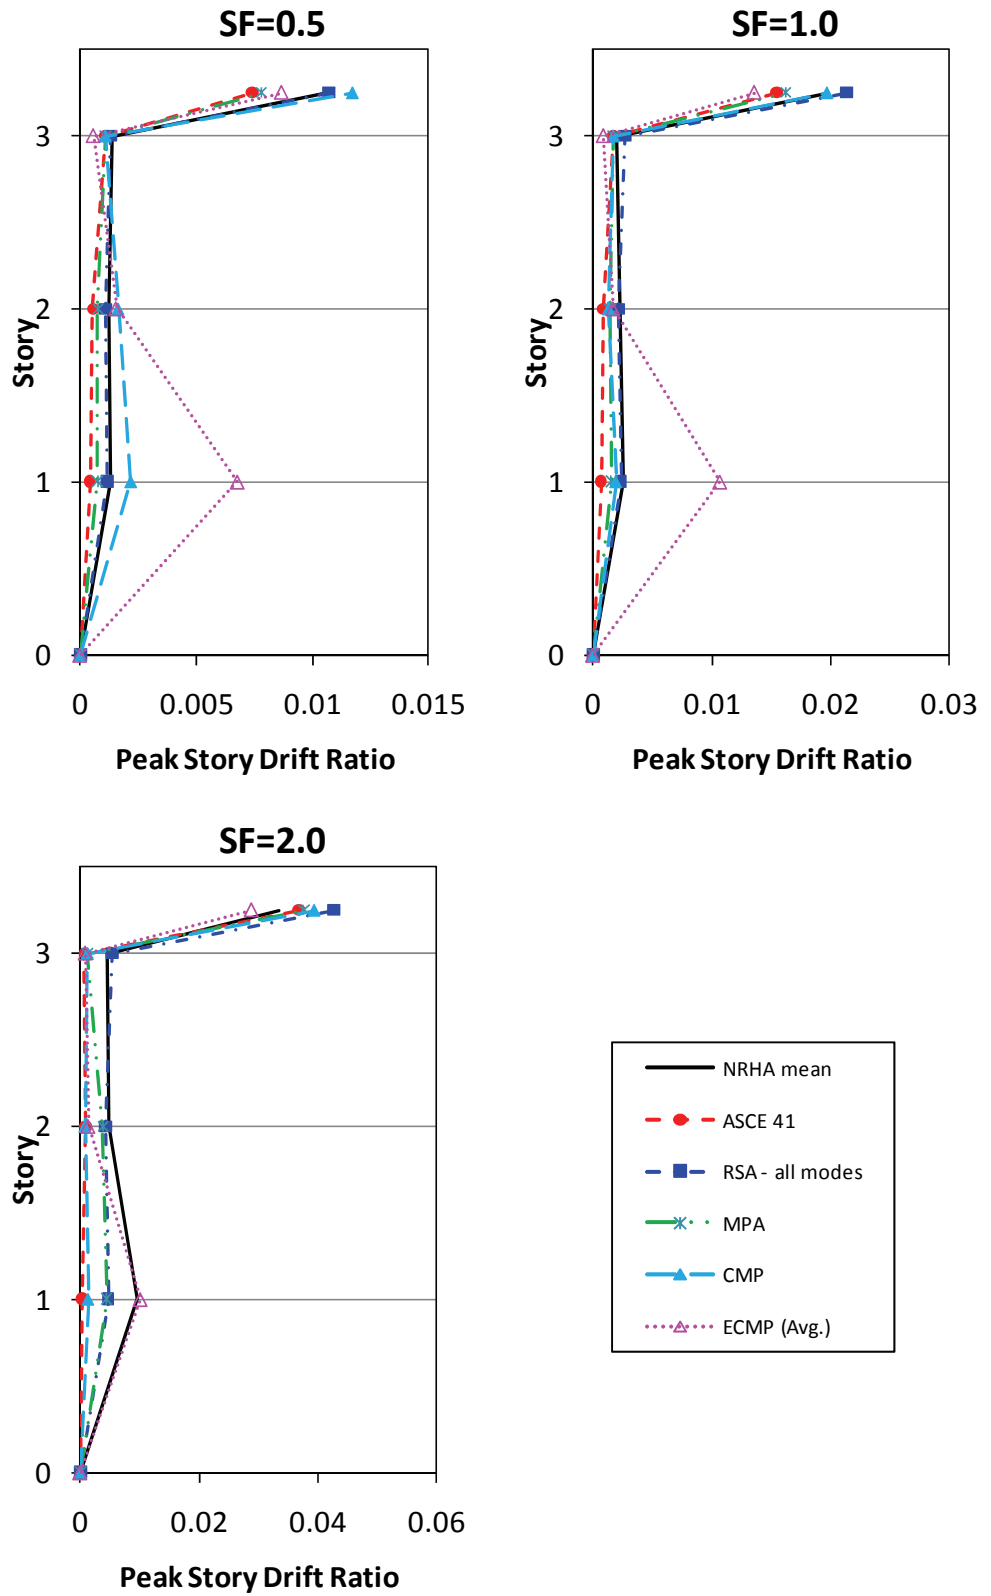 SF=0.5
3
2
1
0
Story
0 0.005 0.01 0.015
Peak Story Drift Ratio
SF=1.0
3
2
1
0
Story
0 0.01 0.02 0.03
Peak Story Drift Ratio
SF=2.0
3
2
1
0
Story
0 0.02 0.04 0.06
Peak Story Drift Ratio
NRHA mean
ASCE 41
RSA - all modes
MPA
CMP
ECMP (Avg.)